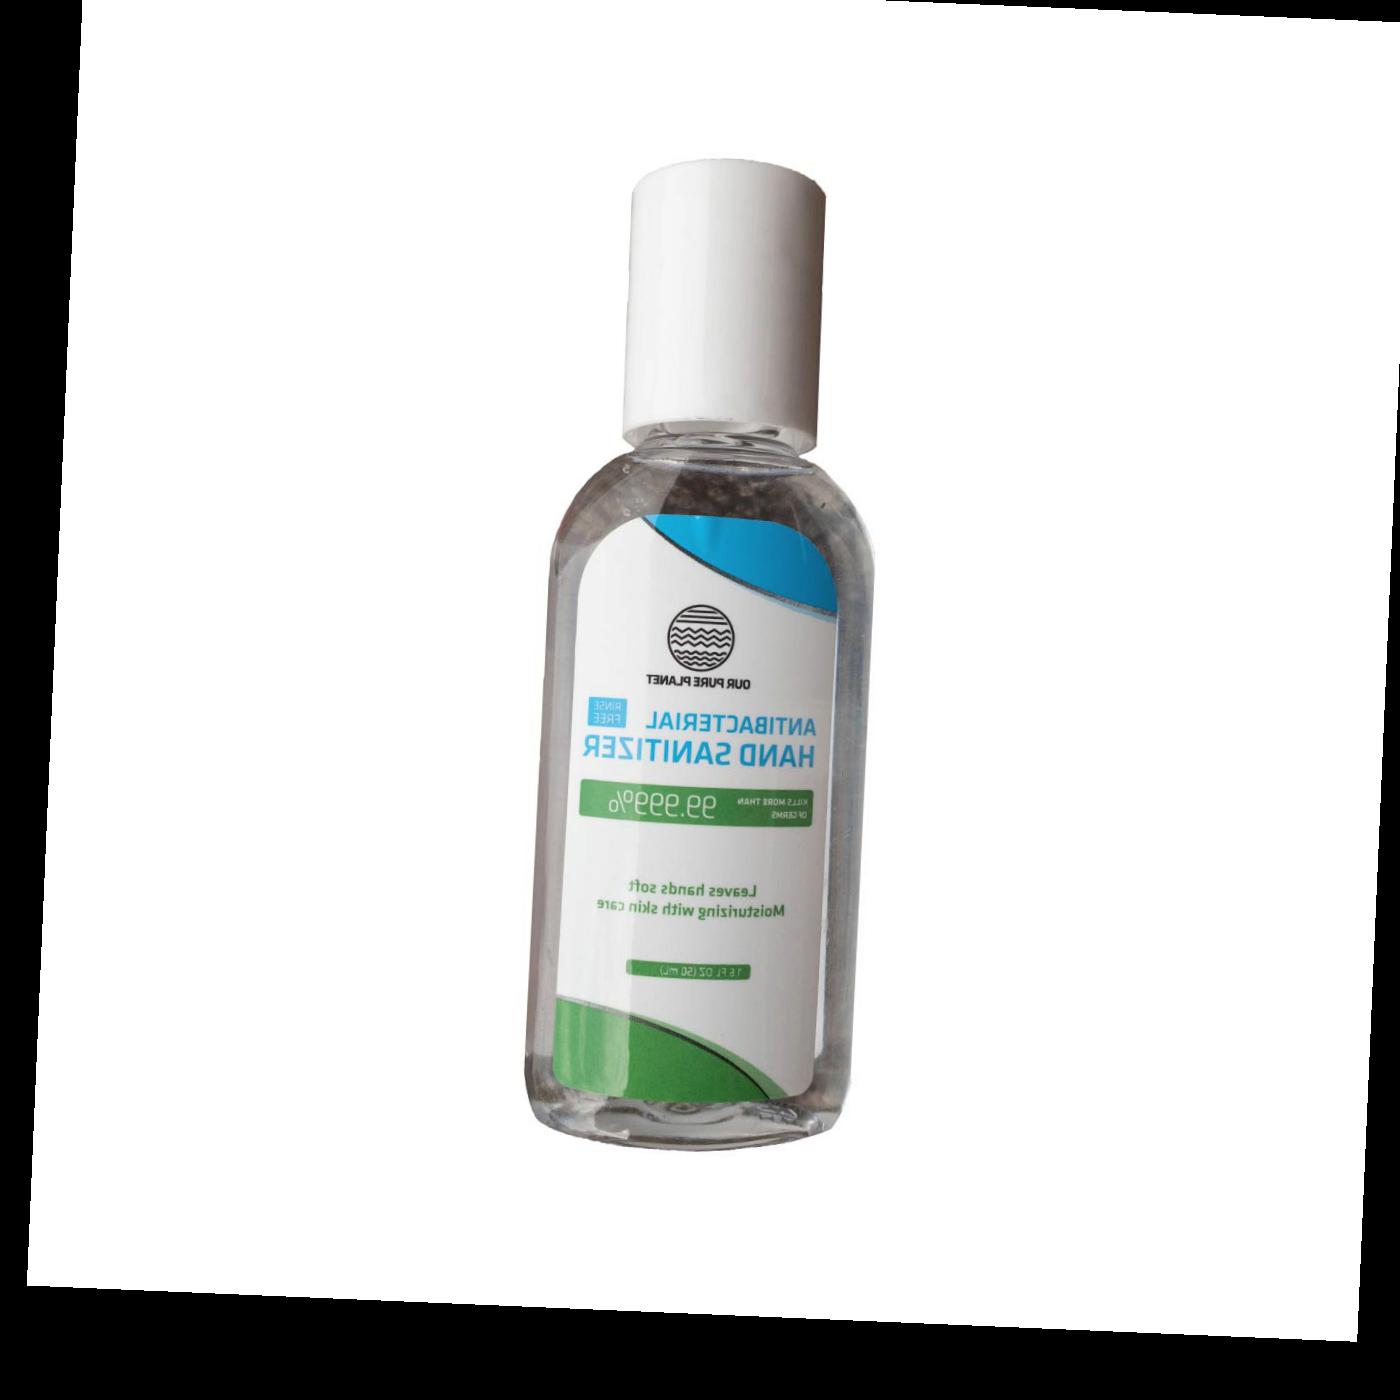 OUR PURE PLANET
ANTIBACTERIAL
RINSE
FREE
HAND SANITIZER
KILLS MORE THAN
OF GERMS
99.999%
Leaves hands soft
Moisturizing with skin care
1.6 FL OZ (50 mL)